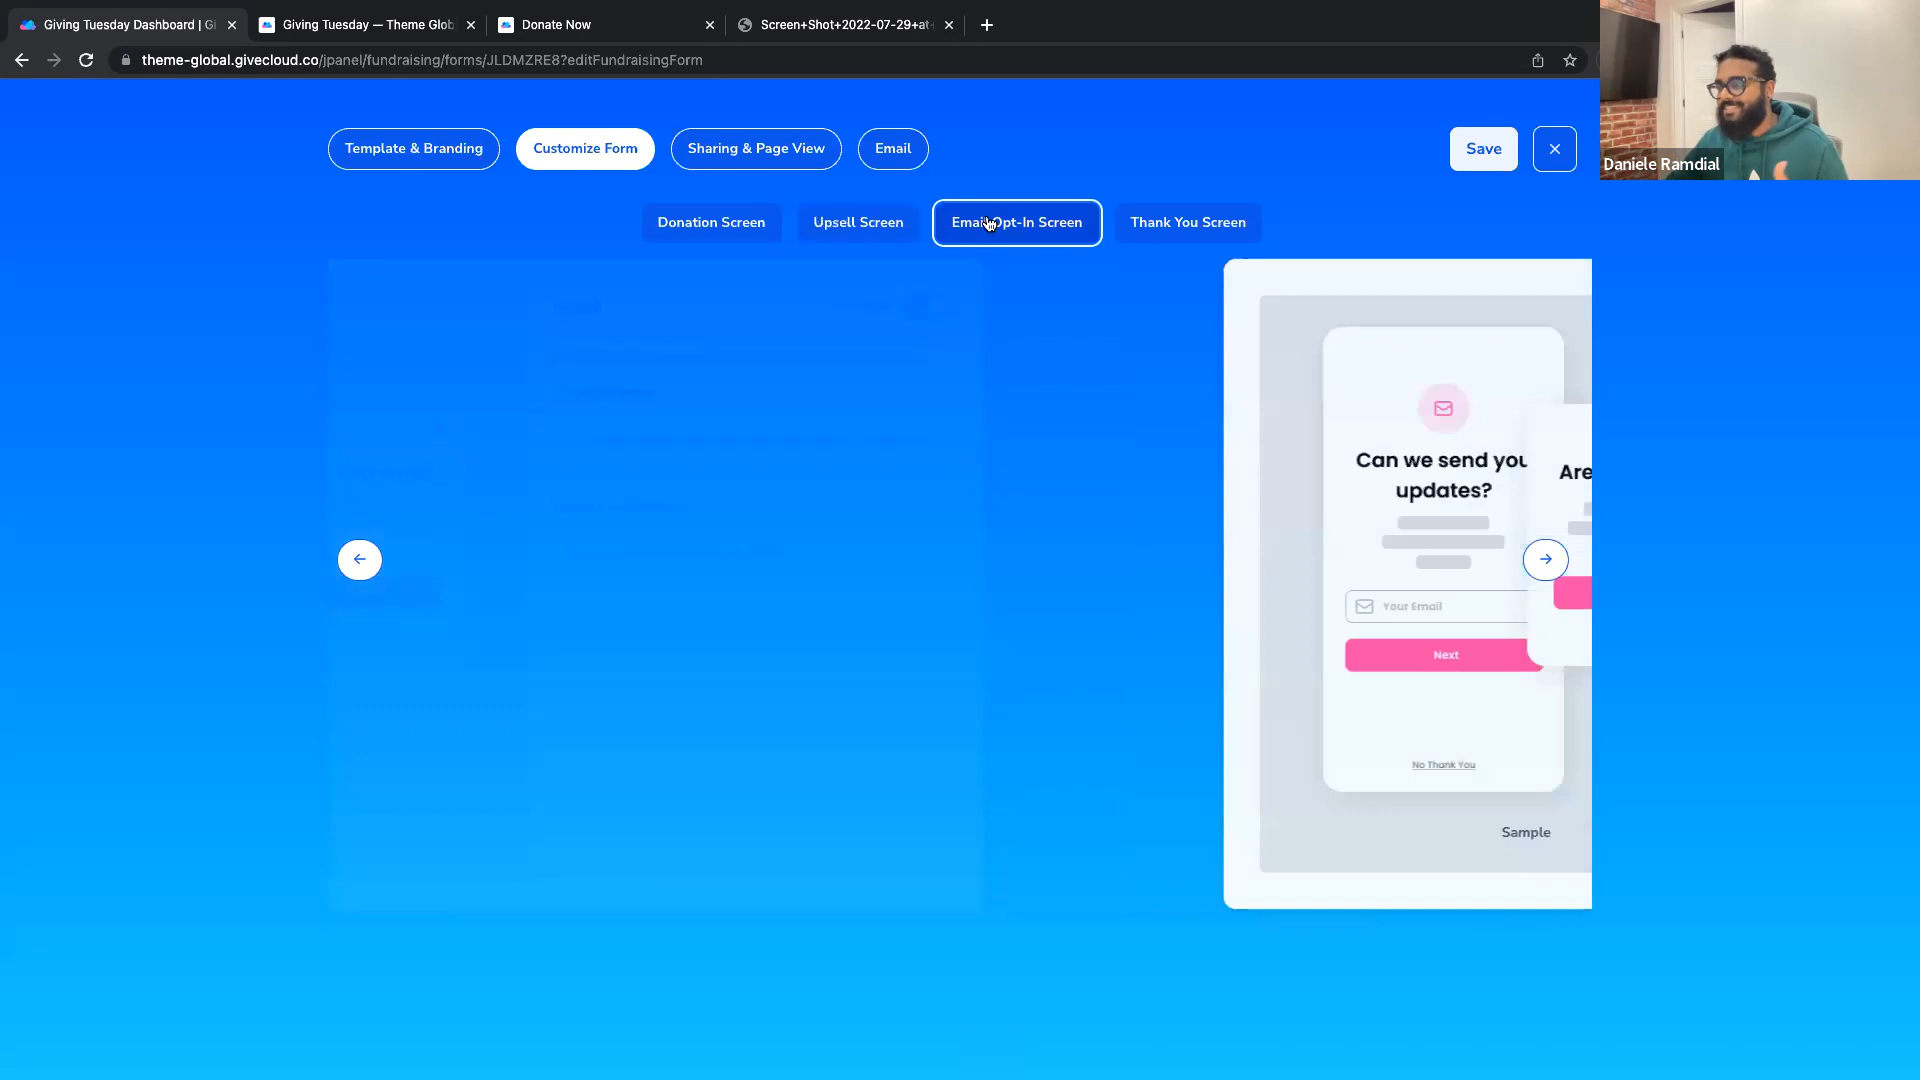 Giving Tuesday Dashboard | Gi
Giving Tuesday — Theme Glob
Donate Now
Screen+Shot+2022-07-29+at
theme-global.givecloud.co/jpanel/fundraising/forms/JLDMZRE8?editFundraisingForm
Daniele Ramdial
Template & Branding
Customize Form
Sharing & Page View
Email
Save
Donation Screen
Upsell Screen
Email Opt-In Screen
Thank You Screen
Can we send you
updates?
Are
Your Email
Next
No Thank You
Sample